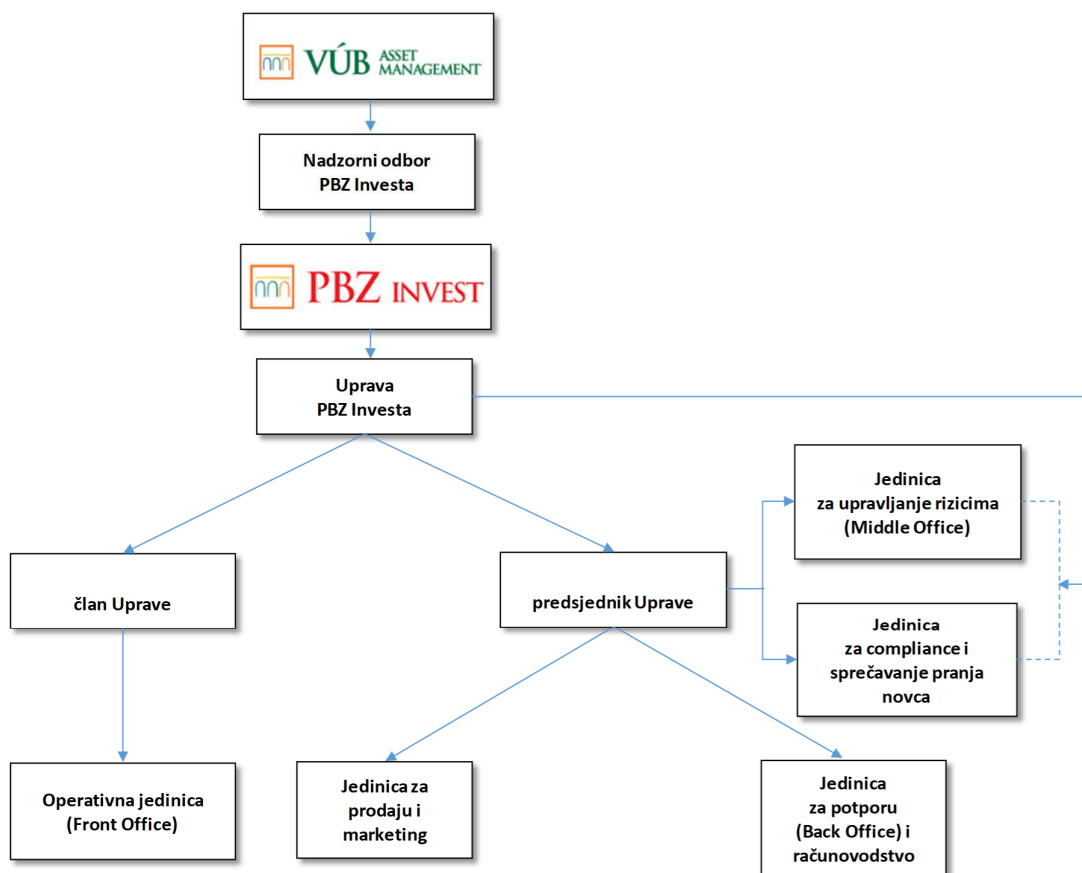 VÚB ASSET
MANAGEMENT
Nadzorni odbor
PBZ Investa
PBZ INVEST
Uprava
PBZ Investa
Jedinica
za upravljanje rizicima
(Middle Office)
član Uprave
predsjednik Uprave
Jedinica
za compliance i
sprečavanje pranja
novca
Operativna jedinica
(Front Office)
Jedinica za
prodaju i
marketing
Jedinica
za potporu
(Back Office) i
računovodstvo